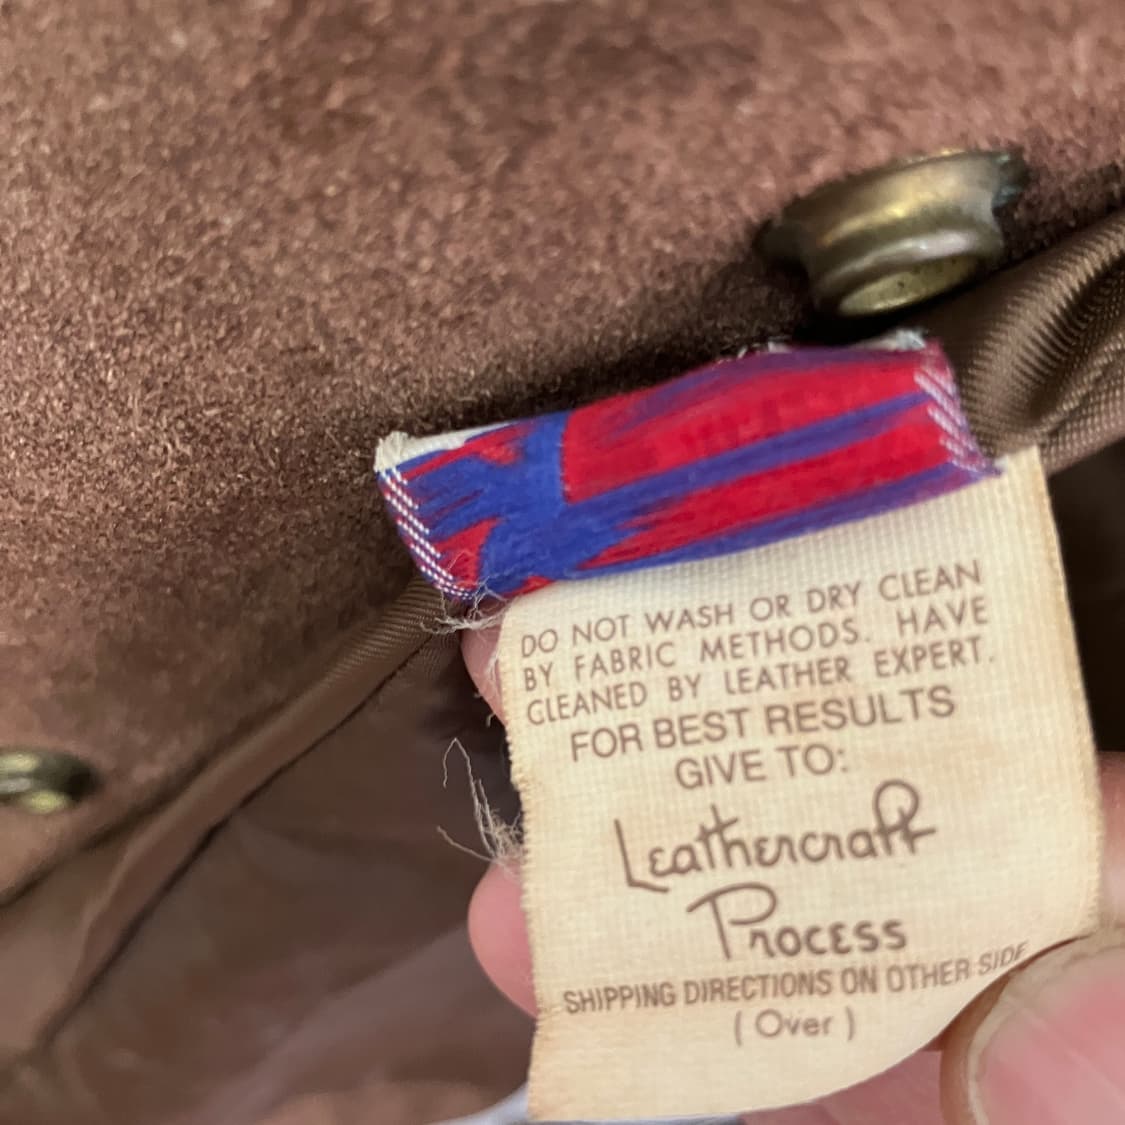 DO NOT WASH OR DRY CLEAN
BY FABRIC METHODS. HAVE
CLEANED BY LEATHER EXPERT.
FOR BEST RESULTS
GIVE TO:
Leathercraft
Process
SHIPPING DIRECTIONS ON OTHER SIDE
(Over)